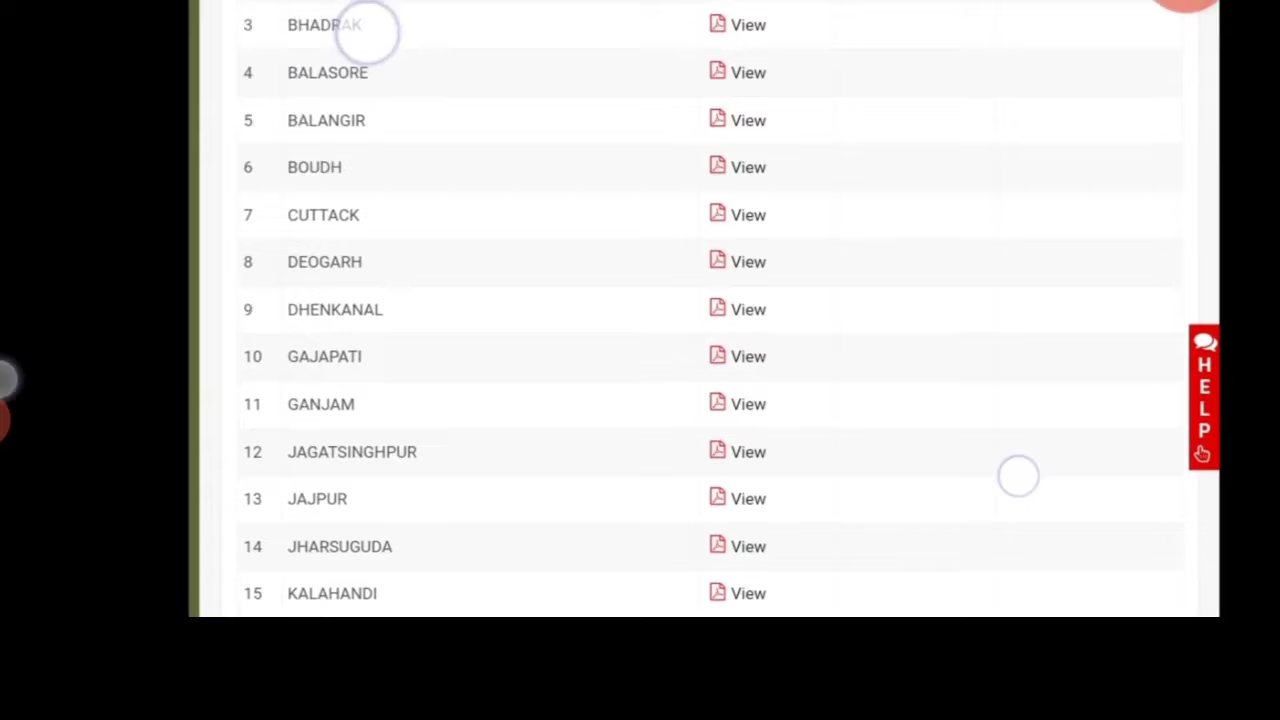 3 BHADRAK View
4 BALASORE View
5 BALANGIR View
6 BOUDH View
7 CUTTACK View
8 DEOGARH View
9 DHENKANAL View
10 GAJAPATI View
11 GANJAM View
12 JAGATSINGHPUR View
13 JAJPUR View
14 JHARSUGUDA View
15 KALAHANDI View
HELP